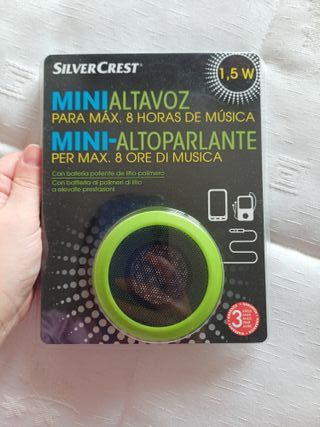 SILVERCREST®
1,5 W
MINI ALTAVOZ
PARA MÁX. 8 HORAS DE MÚSICA
MINI-ALTOPARLANTE
PER MAX. 8 ORE DI MUSICA
Con batería potente de litio-polímero
Con batteria ai polimeri di litio
a elevate prestazioni
3